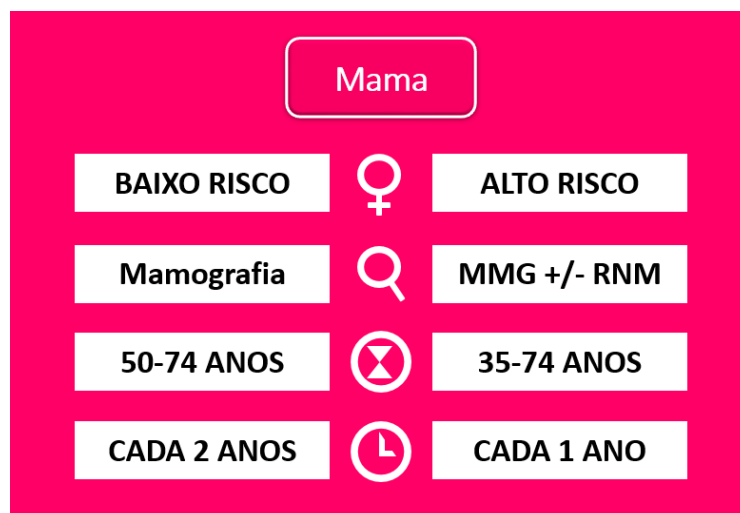 Mama
BAIXO RISCO
ALTO RISCO
Mamografia
MMG +/- RNM
50-74 ANOS
35-74 ANOS
CADA 2 ANOS
CADA 1 ANO